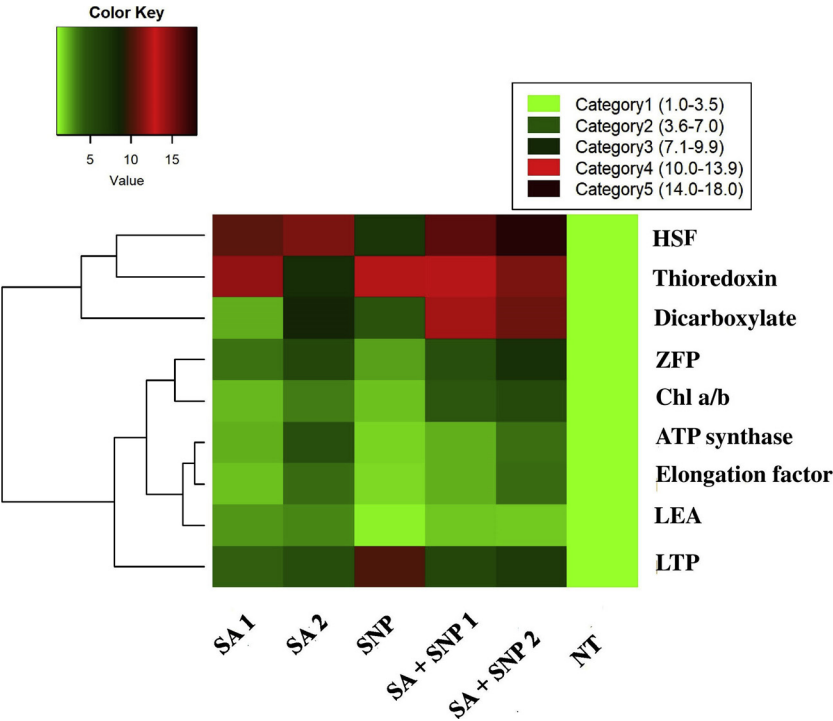 Color Key
5 10 15
Value
Category1 (1.0-3.5)
Category2 (3.6-7.0)
Category3 (7.1-9.9)
Category4 (10.0-13.9)
Category5 (14.0-18.0)
HSF
Thioredoxin
Dicarboxylate
ZFP
Chl a/b
ATP synthase
Elongation factor
LEA
LTP
SA 1
SA 2
SNP
SA + SNP 1
SA + SNP 2
NT